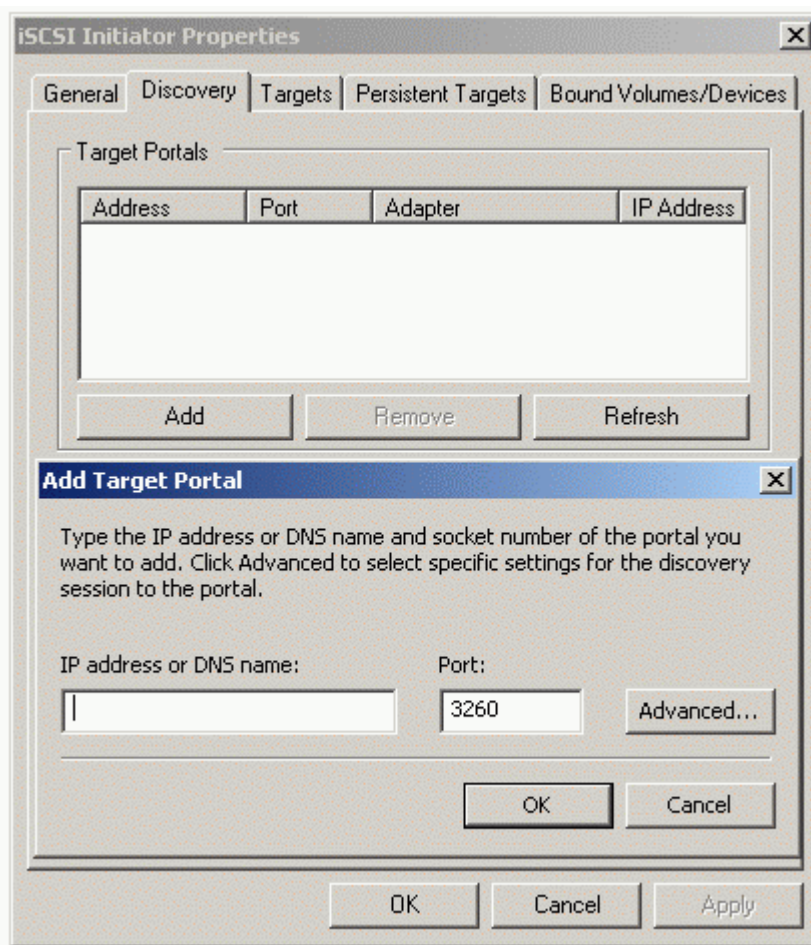 iSCSI Initiator Properties
General Discovery Targets Persistent Targets Bound Volumes/Devices
Target Portals
Address Port Adapter IP Address
Add Remove Refresh
Add Target Portal
Type the IP address or DNS name and socket number of the portal you
want to add. Click Advanced to select specific settings for the discovery
session to the portal.
IP address or DNS name: Port:
3260 Advanced...
OK Cancel
OK Cancel Apply